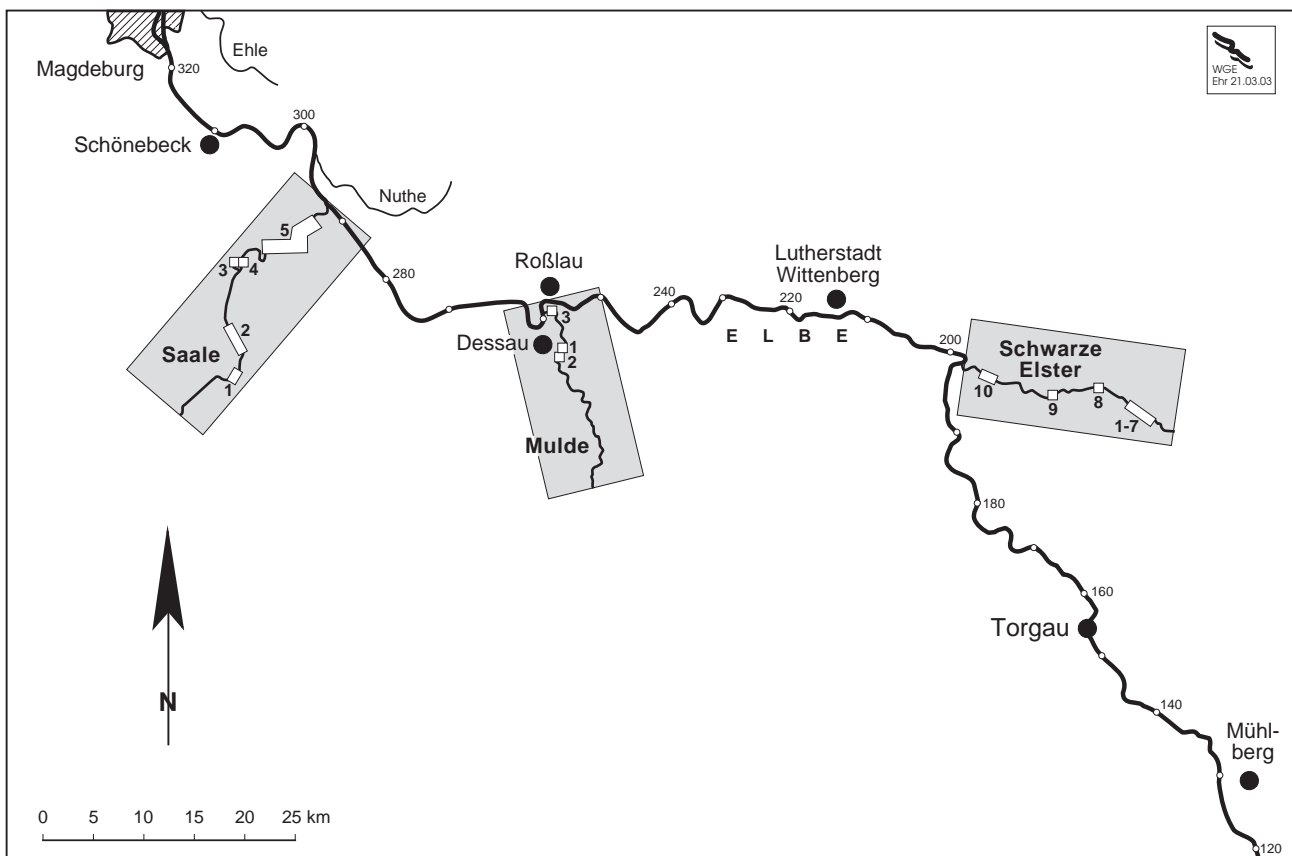 Ehle
Magdeburg
320
WGE
Ehr 21.03.03
300
Schönebeck
Nuthe
5
3 4
2
Saale
1
280
Roßlau
Dessau
3
1
2
Mulde
240
Lutherstadt
Wittenberg
220
E L B E
200
Schwarze
Elster
10
9
8
1-7
180
160
Torgau
140
Mühl-
berg
120
N
0 5 10 15 20 25 km